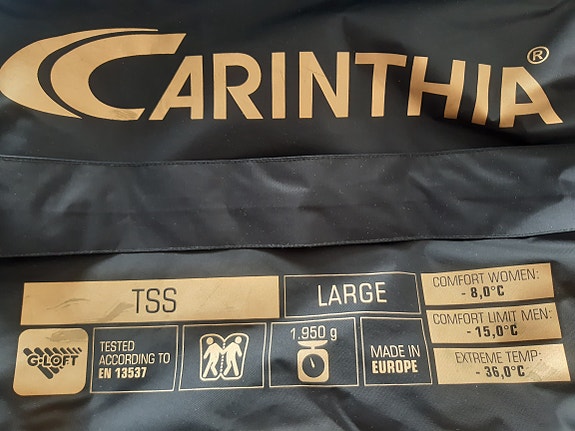 CARINTHIA®
TSS
LARGE
COMFORT WOMEN:
- 8,0°C
COMFORT LIMIT MEN:
- 15,0°C
EXTREME TEMP:
- 36,0°C
G-LOFT
TESTED
ACCORDING TO
EN 13537
1.950 g
MADE IN
EUROPE